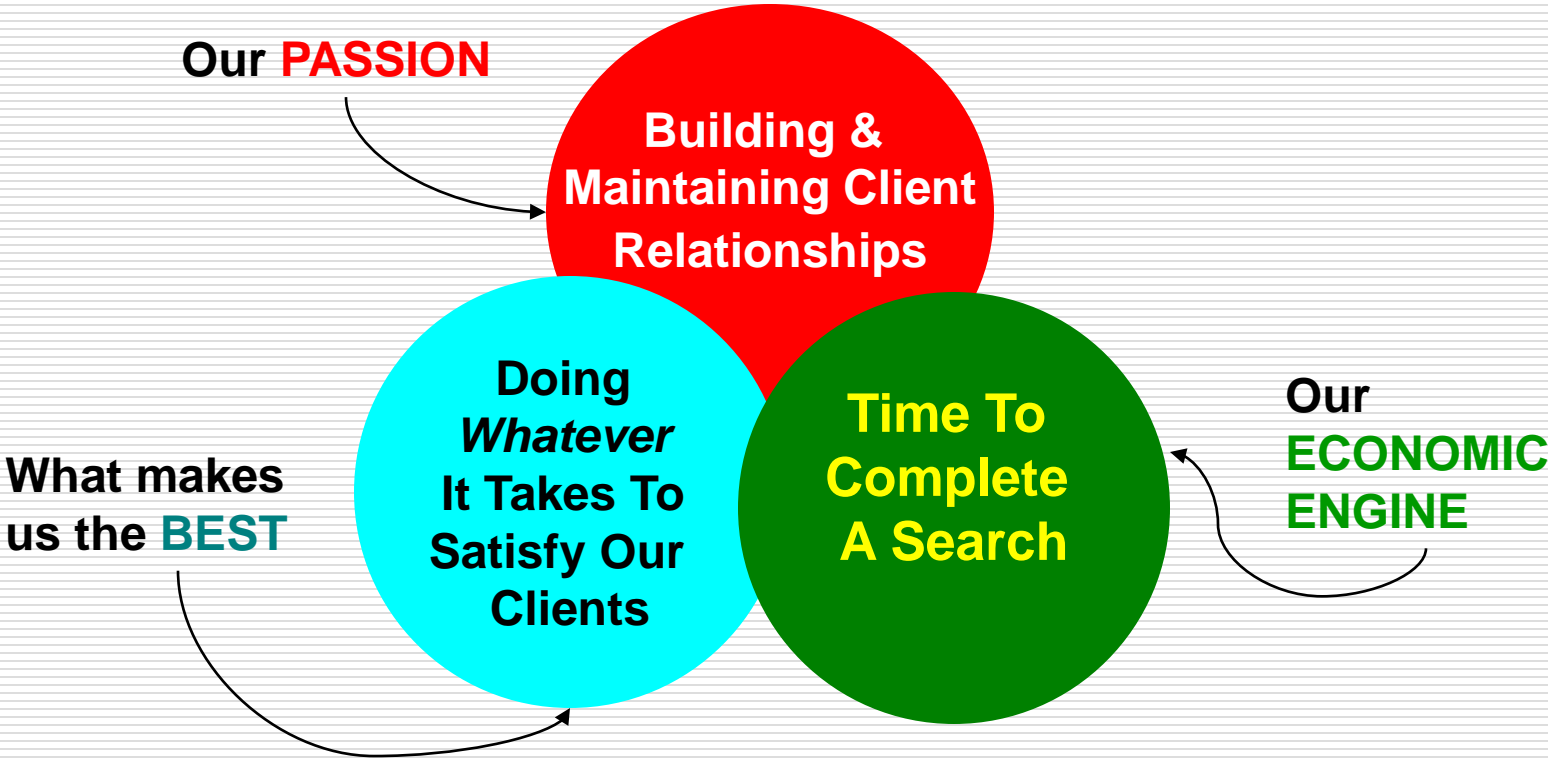 Our PASSION
Building &
Maintaining Client
Relationships
Doing
Whatever
It Takes To
Satisfy Our
Clients
Time To
Complete
A Search
Our
ECONOMIC
ENGINE
What makes
us the BEST